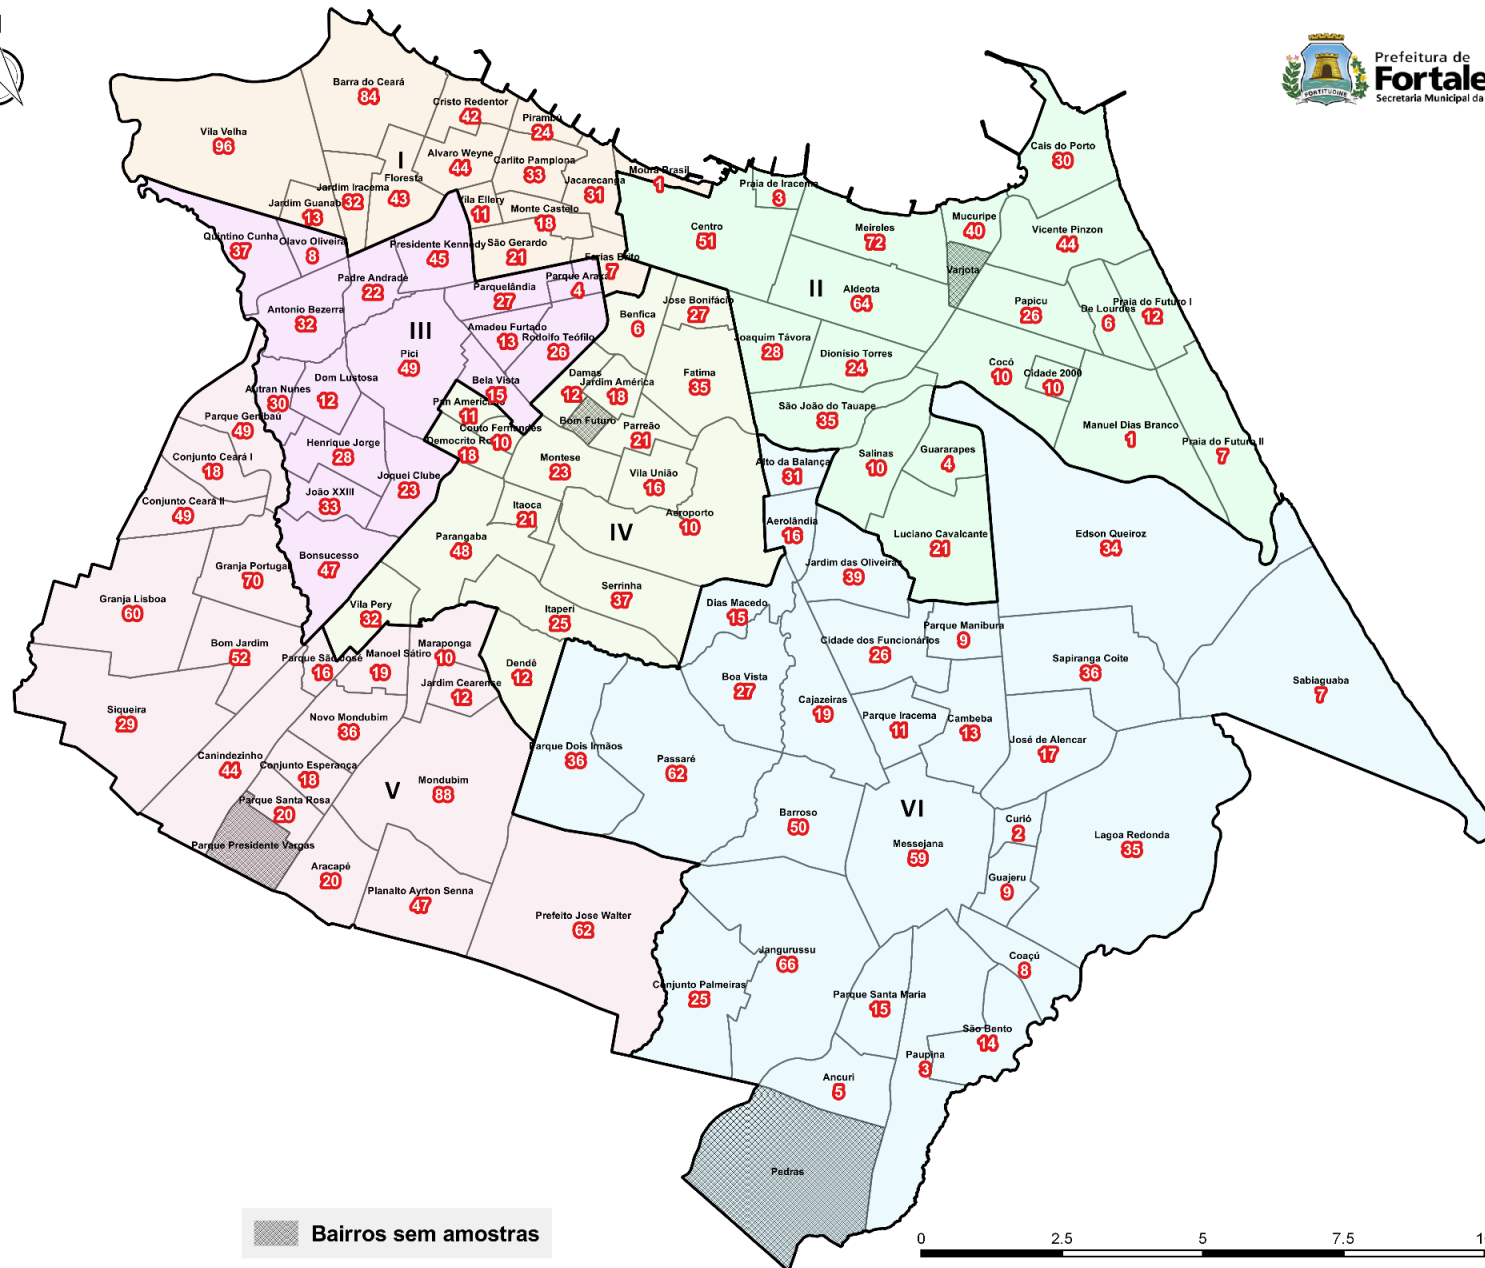 Prefeitura de
Fortale
Secretaria Municipal da
FORTITUDINE
I
Barra do Ceará
84
Cristo Redentor
42
Pirambú
24
Vila Velha
96
Alvaro Weyne
44
Carlito Pamplona
33
Floresta
43
Jardim Iracema
32
Jacarecanga
31
Moura Brasil
1
Jardim Guanab
13
Vila Ellery
11
Monte Castelo
18
São Gerardo
21
Farias Brito
7
II
Cais do Porto
30
Praia de Iracema
3
Centro
51
Meireles
72
Mucuripe
40
Vicente Pinzon
44
Varjota
Aldeota
64
Papicu
26
De Lourdes
6
Praia do Futuro I
12
Joaquim Távora
28
Dionísio Torres
24
Cocó
10
Cidade 2000
10
São João do Tauape
35
Manuel Dias Branco
1
Praia do Futuro II
7
Salinas
10
Guararapes
4
Luciano Cavalcante
21
III
Quintino Cunha
37
Olavo Oliveira
8
Presidente Kennedy
45
Padre Andrade
22
Parquelândia
27
Parque Arax
4
Antonio Bezerra
32
Amadeu Furtado
13
Rodolfo Teófilo
26
Pici
49
Bela Vista
15
Autran Nunes
30
Dom Lustosa
12
Henrique Jorge
28
Joquei Clube
23
João XXIII
33
Bonsucesso
47
IV
Benfica
6
Jose Bonifácio
27
Damas
12
Jardim América
18
Fatima
35
Pan Americ
11
Couto Fernandes
10
Bom Futuro
Parreão
21
Democrito R
18
Montese
23
Vila União
16
Itaoca
21
Aeroporto
10
Parangaba
48
Serrinha
37
Vila Pery
32
Itaperi
25
Dendê
12
V
Parque Genibaú
49
Conjunto Ceará I
18
Conjunto Ceará II
49
Granja Portugal
70
Granja Lisboa
60
Bom Jardim
52
Siqueira
29
Parque São José
16
Manoel Sátiro
19
Maraponga
10
Jardim Cearense
12
Novo Mondubim
36
Canindezinho
44
Conjunto Esperança
18
Mondubim
88
Parque Santa Rosa
20
Parque Presidente Vargas
Aracapé
20
Planalto Ayrton Senna
47
Prefeito Jose Walter
62
VI
Alto da Balança
31
Aerolândia
16
Edson Queiroz
34
Jardim das Oliveiras
39
Dias Macedo
15
Cidade dos Funcionários
26
Parque Manibura
9
Sapiranga Coite
36
Sabiaguaba
7
Boa Vista
27
Cajazeiras
19
Parque Iracema
11
Cambeba
13
José de Alencar
17
Parque Dois Irmãos
36
Passaré
62
Barroso
50
Messejana
59
Curió
2
Lagoa Redonda
35
Guajeru
9
Jangurussu
66
Coaçú
8
Conjunto Palmeiras
25
Parque Santa Maria
15
São Bento
14
Paupina
3
Ancuri
5
Pedras
Bairros sem amostras
0 2.5 5 7.5 1